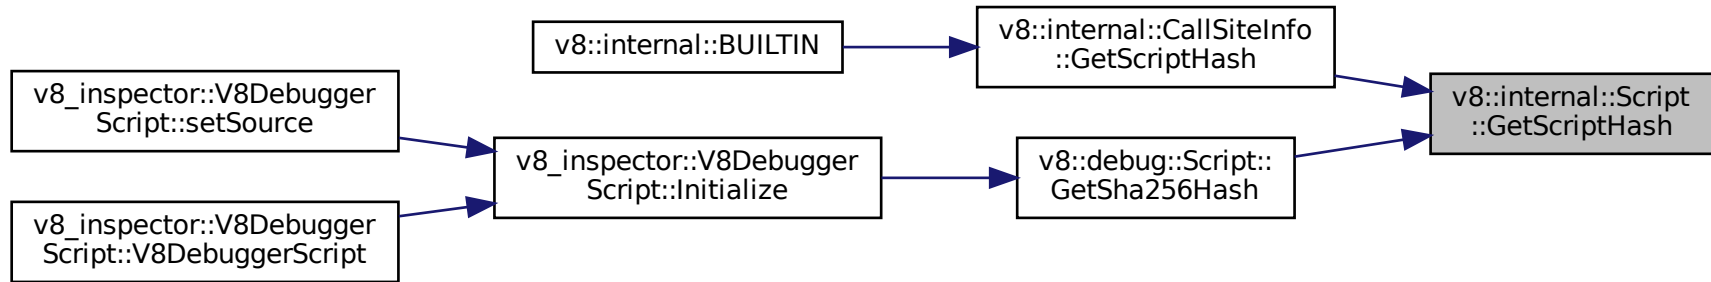 v8::internal::BUILTIN
v8::internal::CallSiteInfo
::GetScriptHash
v8_inspector::V8Debugger
Script::setSource
v8::internal::Script
::GetScriptHash
v8_inspector::V8Debugger
Script::Initialize
v8::debug::Script::
GetSha256Hash
v8_inspector::V8Debugger
Script::V8DebuggerScript